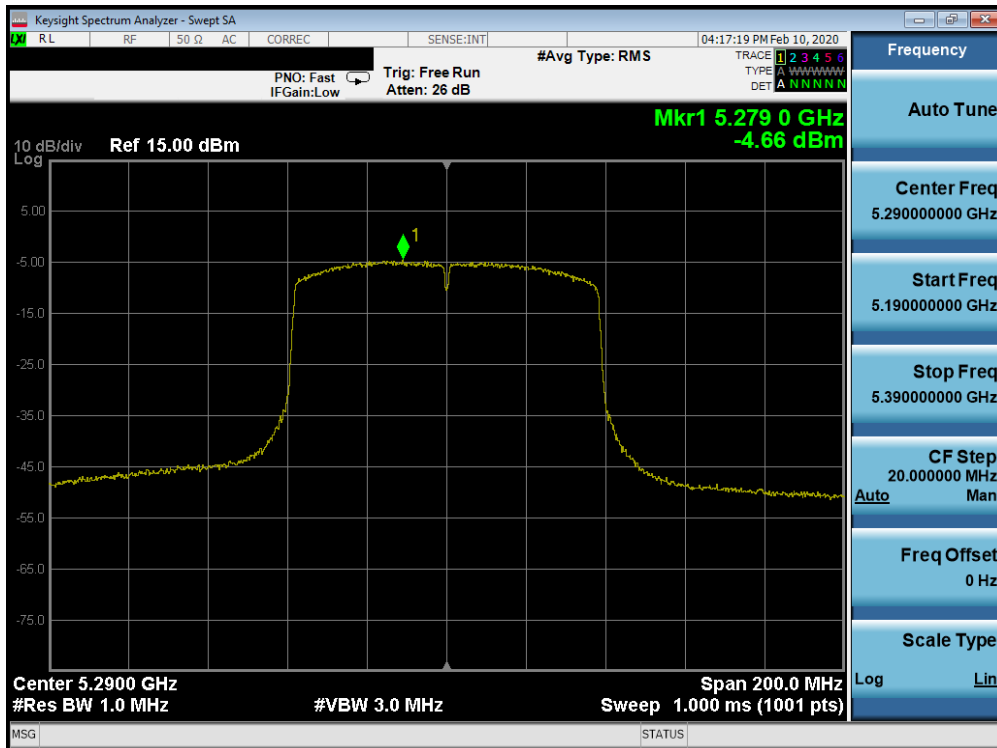 Keysight Spectrum Analyzer - Swept SA
LXI RL RF 50 Ω AC CORREC SENSE:INT 04:17:19 PM Feb 10, 2020
#Avg Type: RMS
TRACE 1 2 3 4 5 6
TYPE A WWWWW
DET A N N N N N
PNO: Fast
IFGain:Low
Trig: Free Run
Atten: 26 dB
Mkr1 5.279 0 GHz
-4.66 dBm
10 dB/div Ref 15.00 dBm
Log
5.00
-5.00
-15.0
-25.0
-35.0
-45.0
-55.0
-65.0
-75.0
1
Center 5.2900 GHz Span 200.0 MHz
#Res BW 1.0 MHz #VBW 3.0 MHz Sweep 1.000 ms (1001 pts)
MSG STATUS
Frequency
Auto Tune
Center Freq
5.290000000 GHz
Start Freq
5.190000000 GHz
Stop Freq
5.390000000 GHz
CF Step
20.000000 MHz
Auto Man
Freq Offset
0 Hz
Scale Type
Log Lin